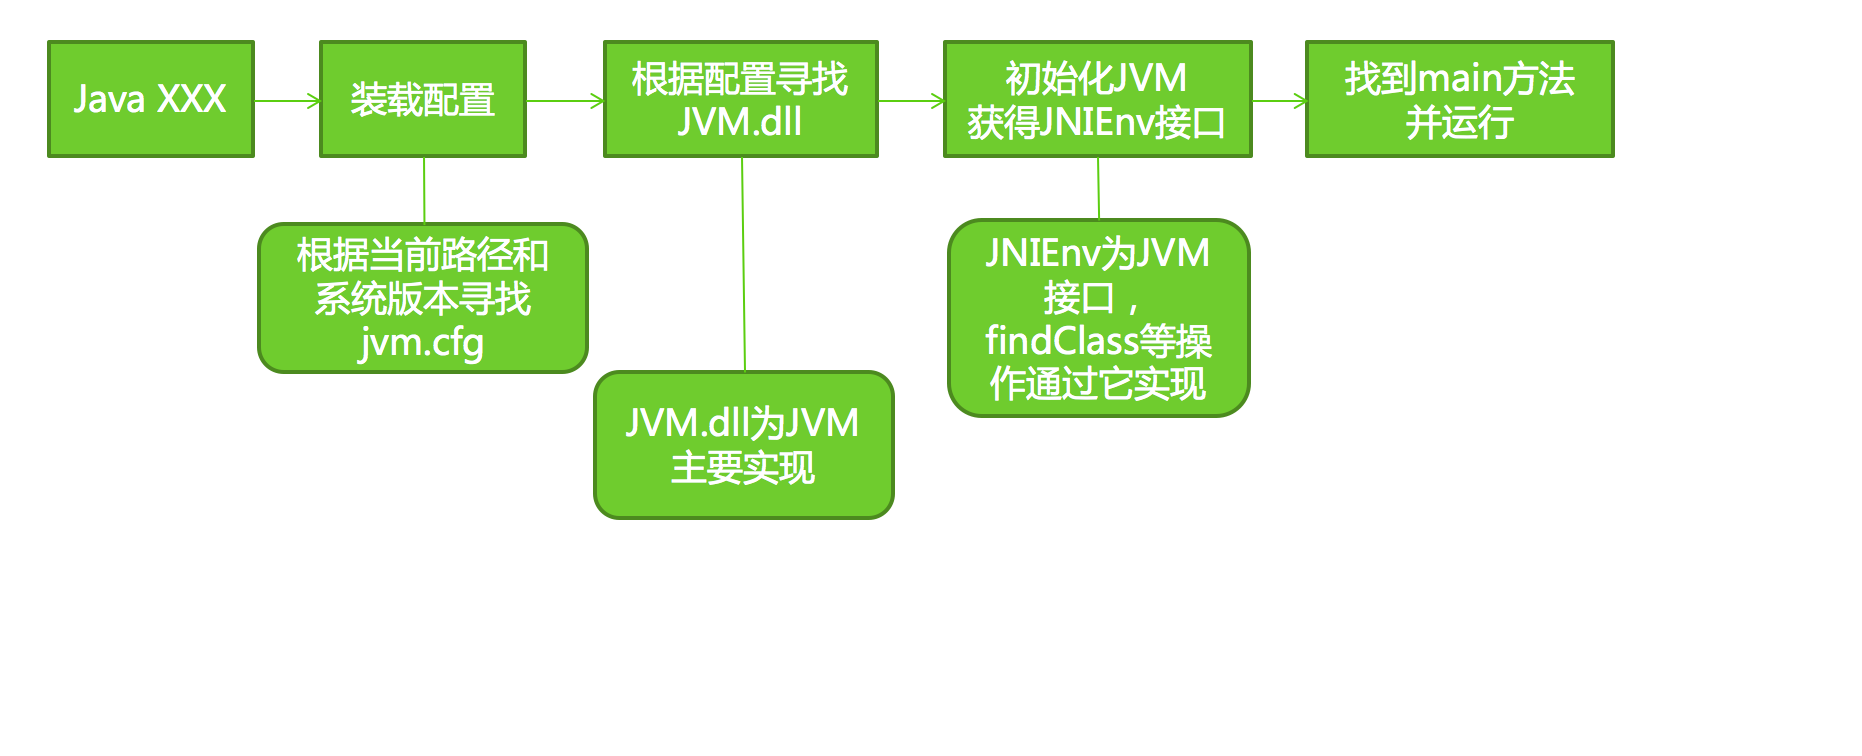 Java XXX
装载配置
根据配置寻找
JVM.dll
初始化JVM
获得JNIEnv接口
找到main方法
并运行
根据当前路径和
系统版本寻找
jvm.cfg
JVM.dll为JVM
主要实现
JNIEnv为JVM
接口，
findClass等操
作通过它实现